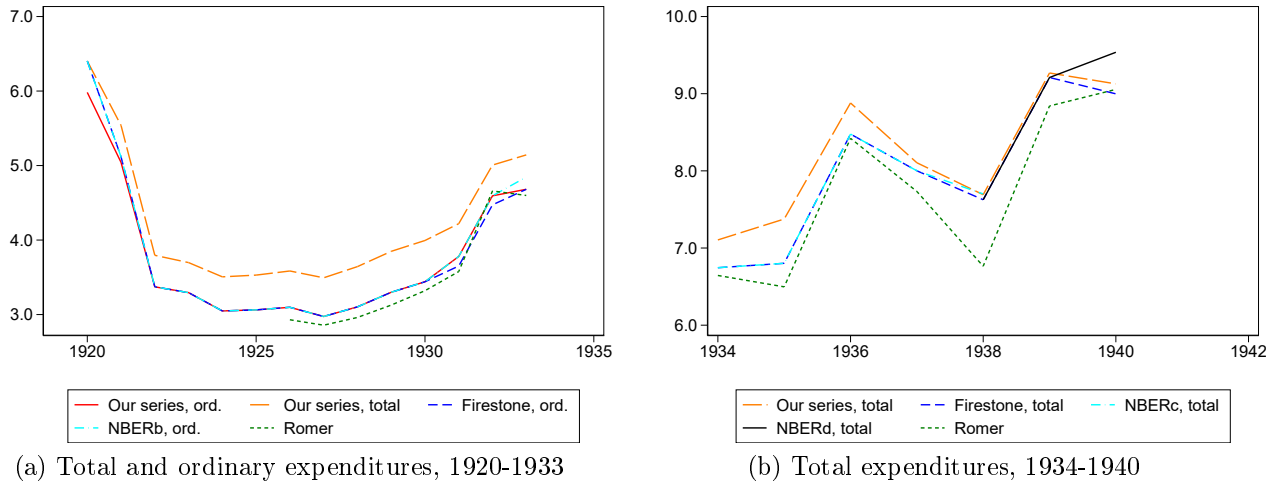 7.0
6.0
5.0
4.0
3.0
1920 1925 1930 1935
Our series, ord. Our series, total Firestone, ord.
NBERb, ord. Romer
(a) Total and ordinary expenditures, 1920-1933
10.0
9.0
8.0
7.0
6.0
1934 1936 1938 1940 1942
Our series, total Firestone, total NBERc, total
NBERd, total Romer
(b) Total expenditures, 1934-1940